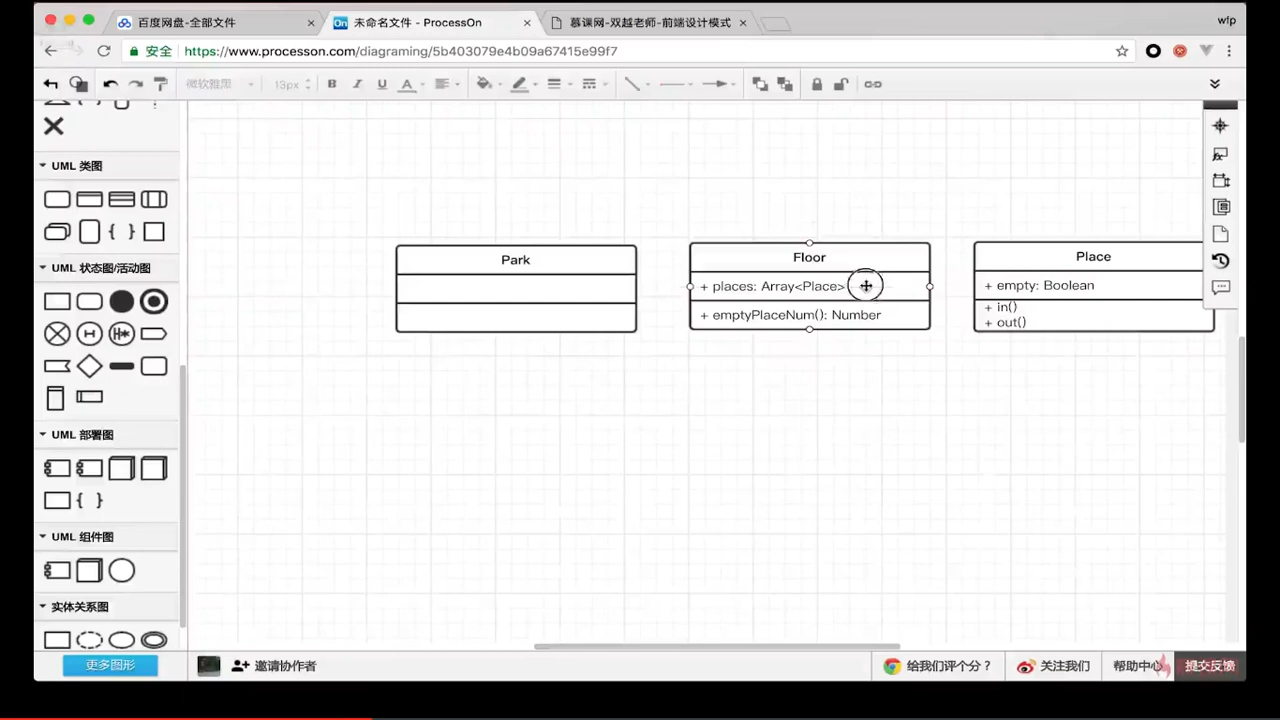 百度网盘-全部文件
On 未命名文件 - ProcessOn
慕课网-双越老师-前端设计模式
wfp
安全 https://www.processon.com/diagraming/5b403079e4b09a67415e99f7
微软雅黑 13px B I U A
UML 类图
{ }
UML 状态图/活动图
UML 部署图
{ }
UML 组件图
实体关系图
更多图形
Park
Floor
+ places: Array<Place>
+ emptyPlaceNum(): Number
Place
+ empty: Boolean
+ in()
+ out()
邀请协作者
给我们评个分？
关注我们
帮助中心
提交反馈